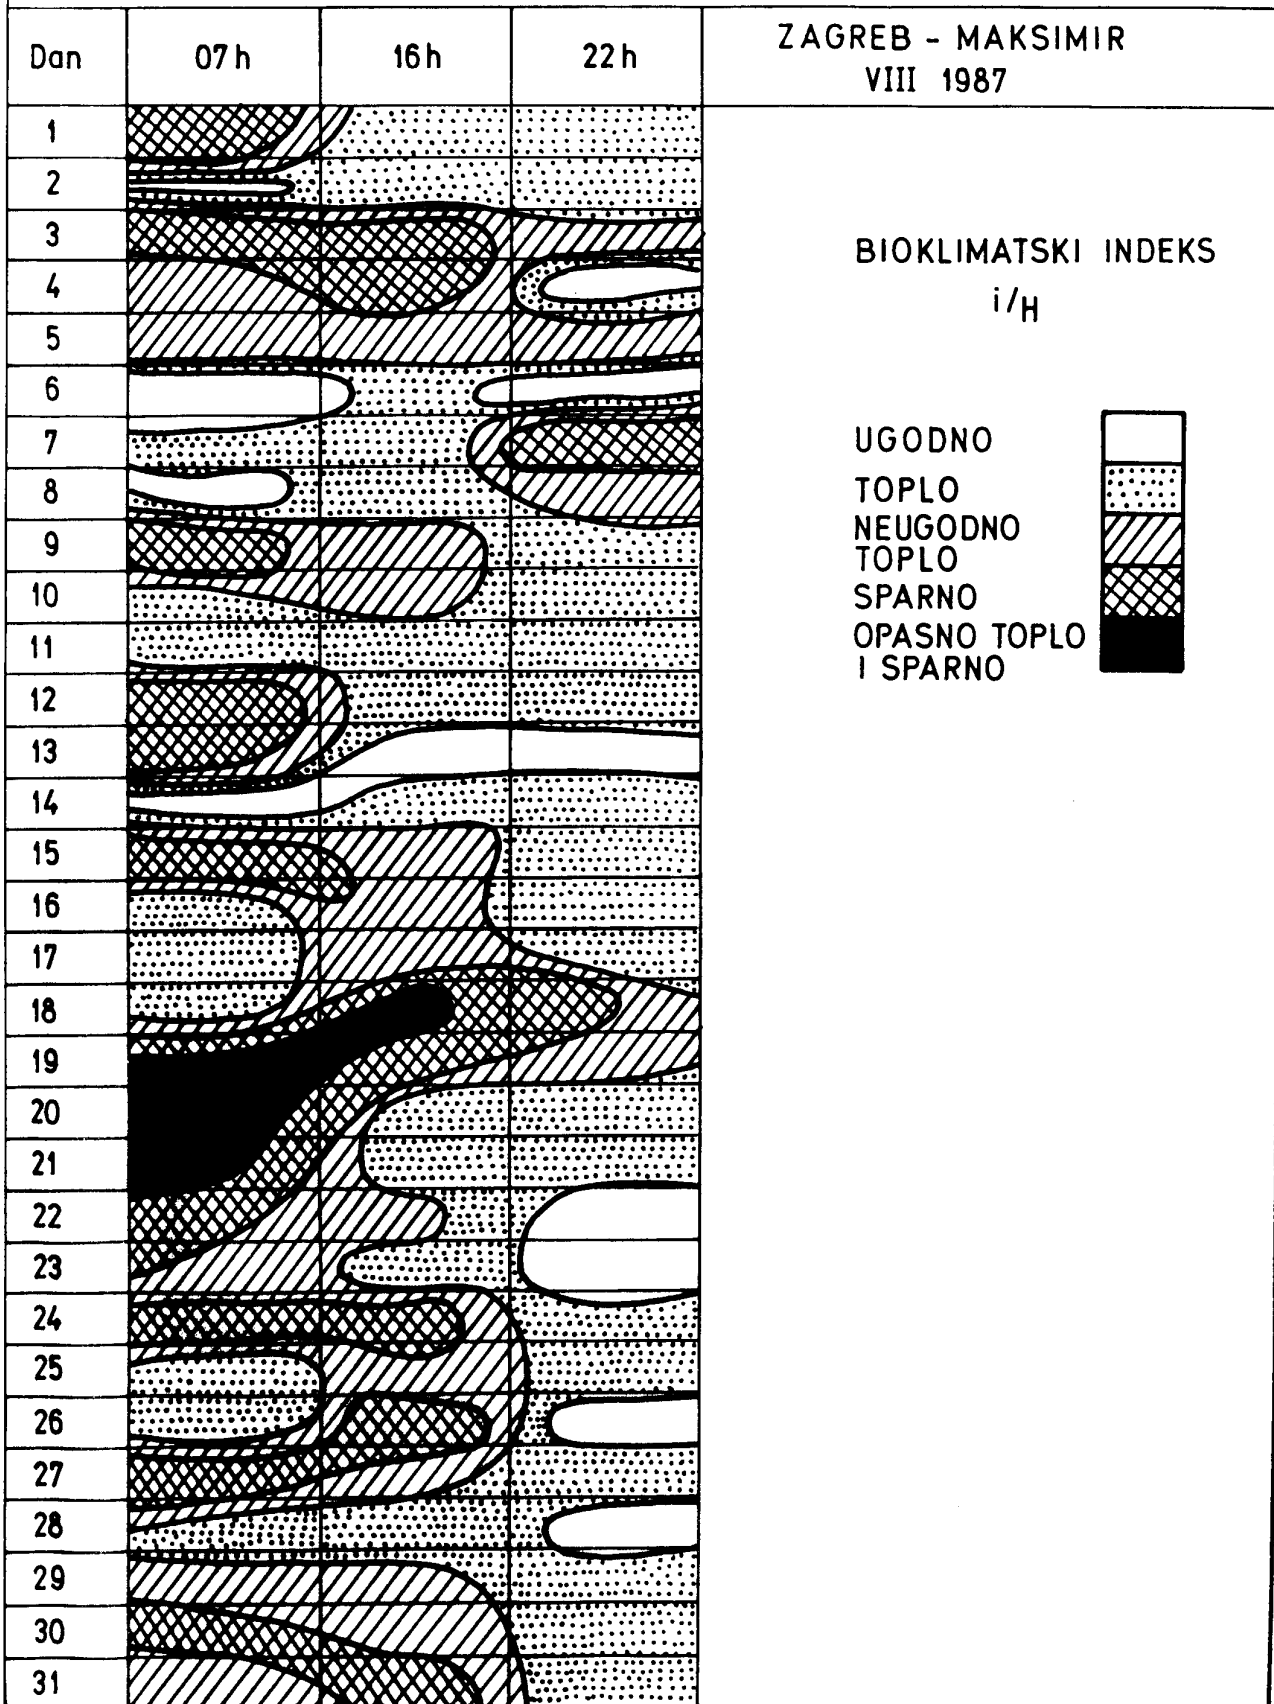 Dan 07h 16h 22h ZAGREB - MAKSIMIR
VIII 1987
1
2
3
BIOKLIMATSKI INDEKS
4
i/H
5
6
7
UGODNO
8
TOPLO
9
NEUGODNO
TOPLO
10
SPARNO
11
OPASNO TOPLO
I SPARNO
12
13
14
15
16
17
18
19
20
21
22
23
24
25
26
27
28
29
30
31